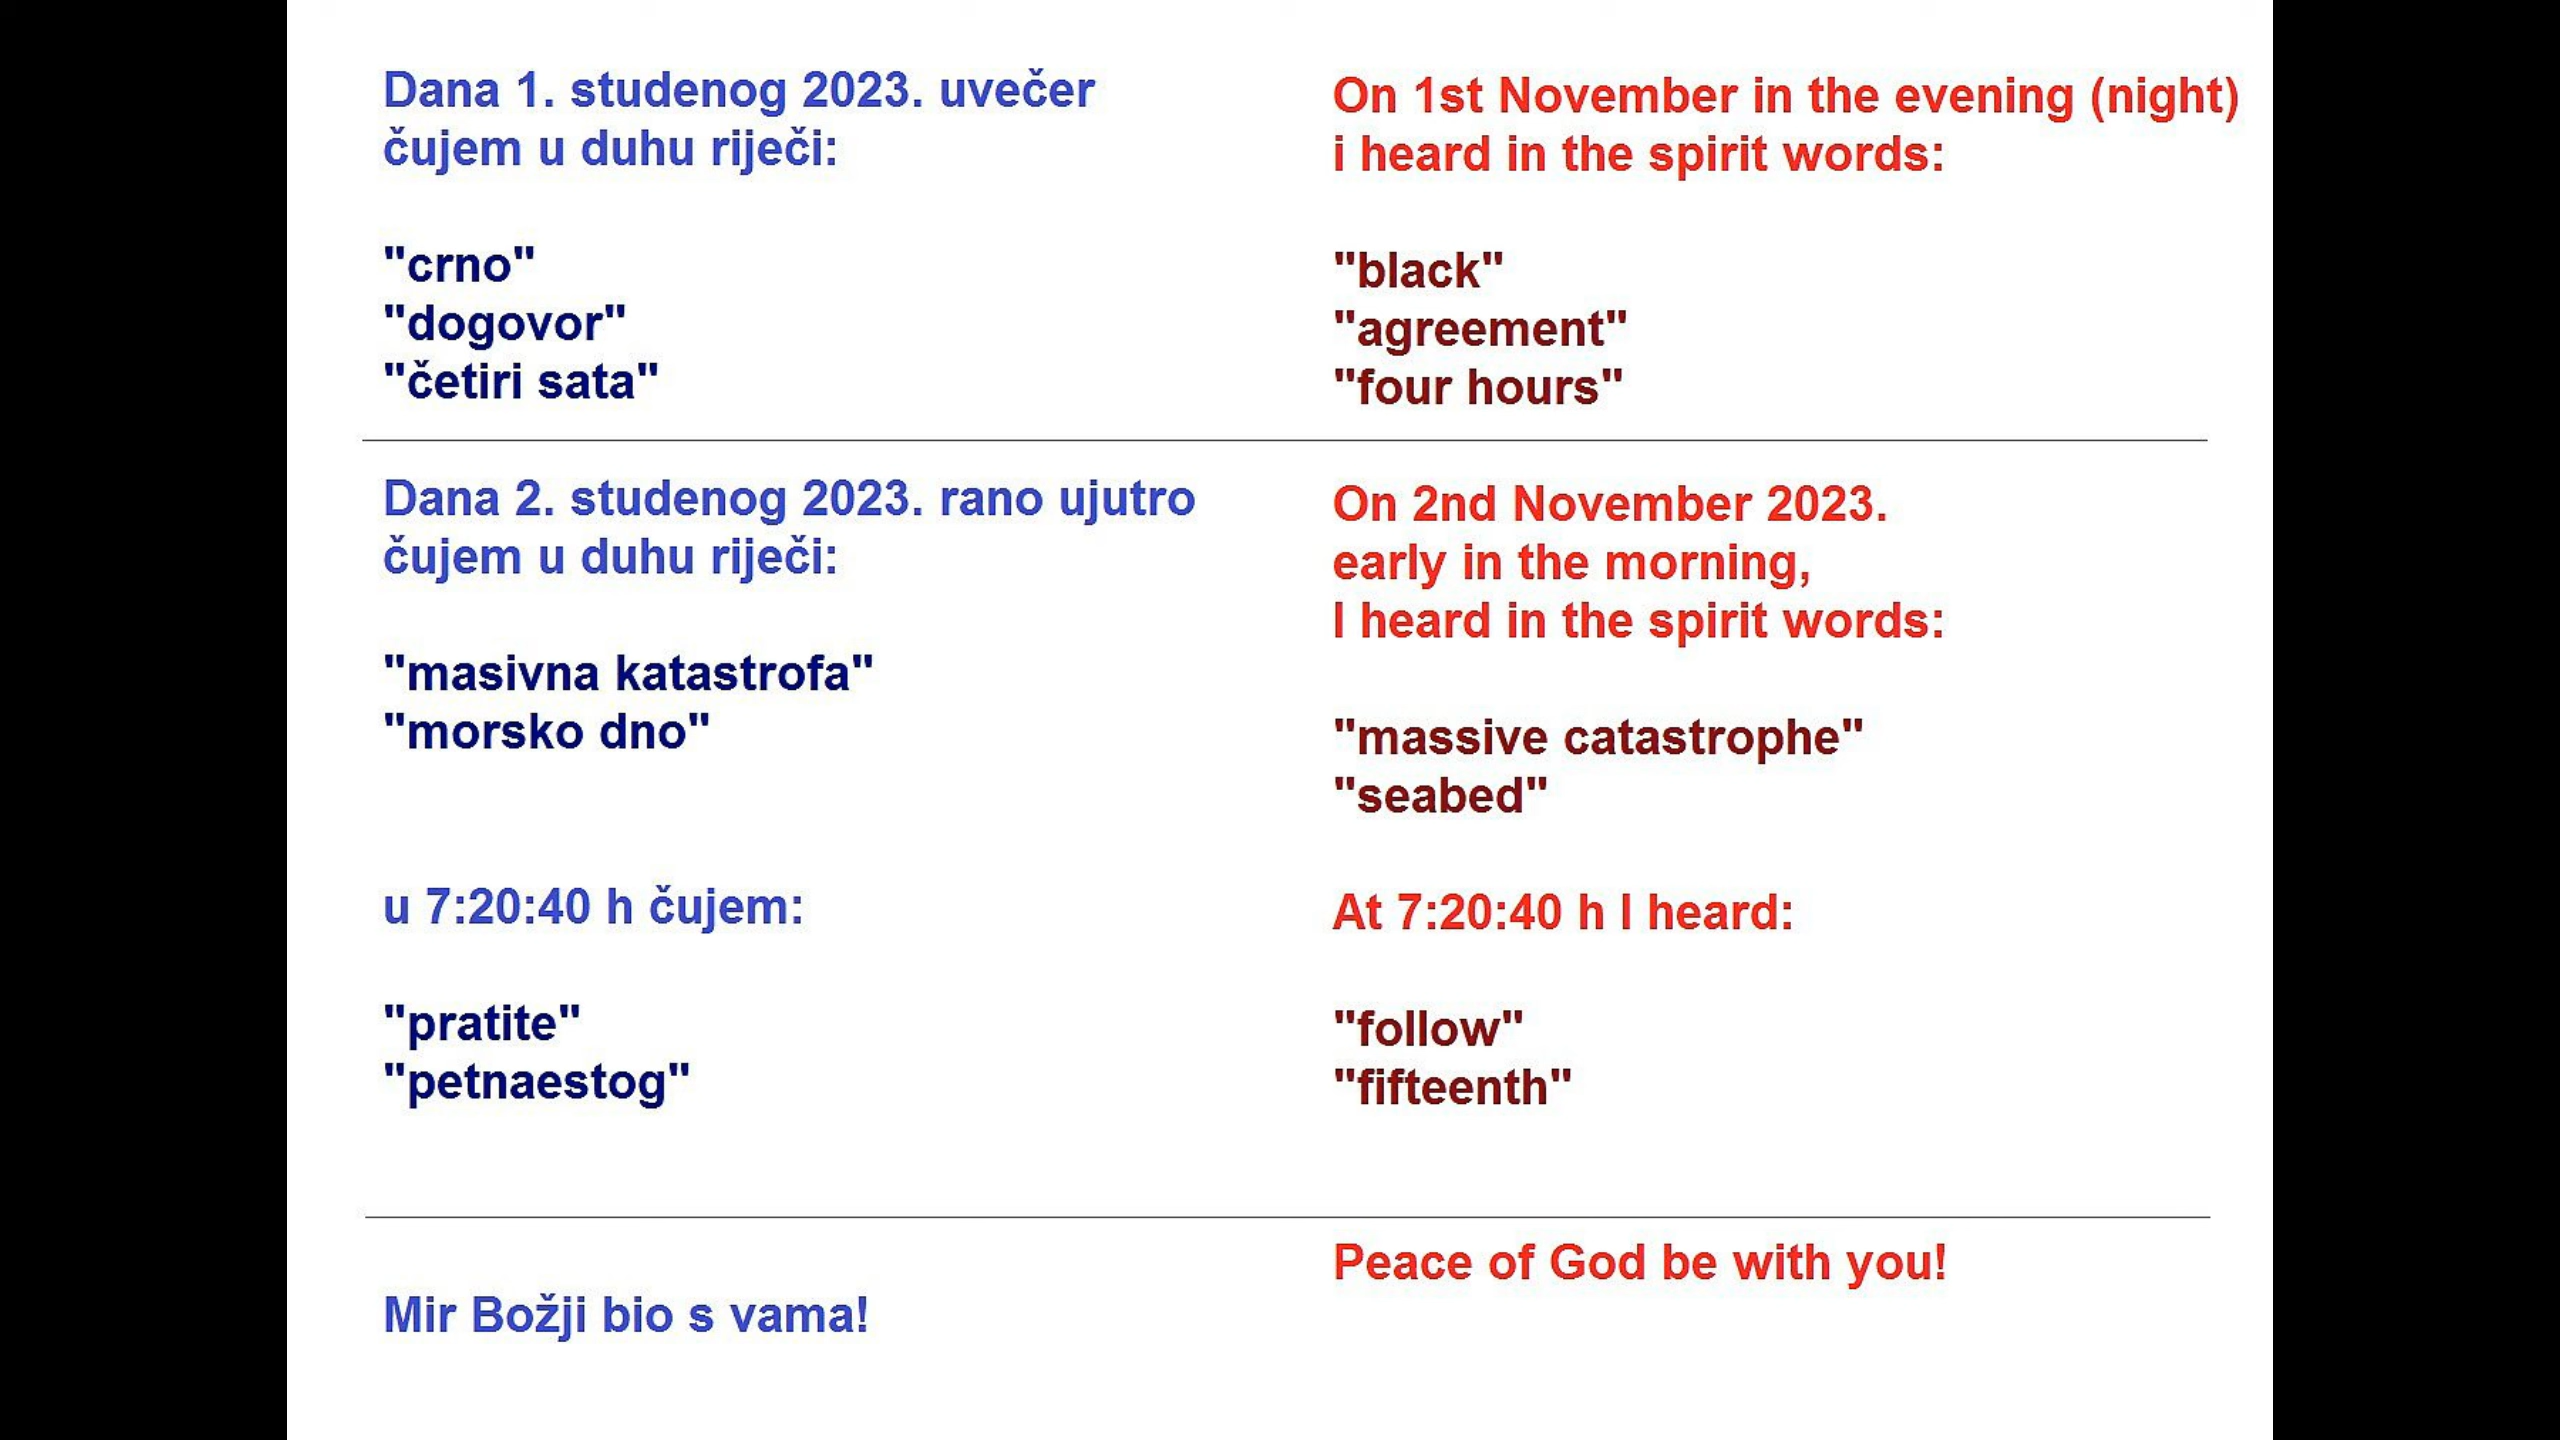 Dana 1. studenog 2023. uvečer
čujem u duhu riječi:
"crno"
"dogovor"
"četiri sata"
On 1st November in the evening (night)
i heard in the spirit words:
"black"
"agreement"
"four hours"
Dana 2. studenog 2023. rano ujutro
čujem u duhu riječi:
"masivna katastrofa"
"morsko dno"
u 7:20:40 h čujem:
"pratite"
"petnaestog"
On 2nd November 2023.
early in the morning,
I heard in the spirit words:
"massive catastrophe"
"seabed"
At 7:20:40 h I heard:
"follow"
"fifteenth"
Mir Božji bio s vama!
Peace of God be with you!